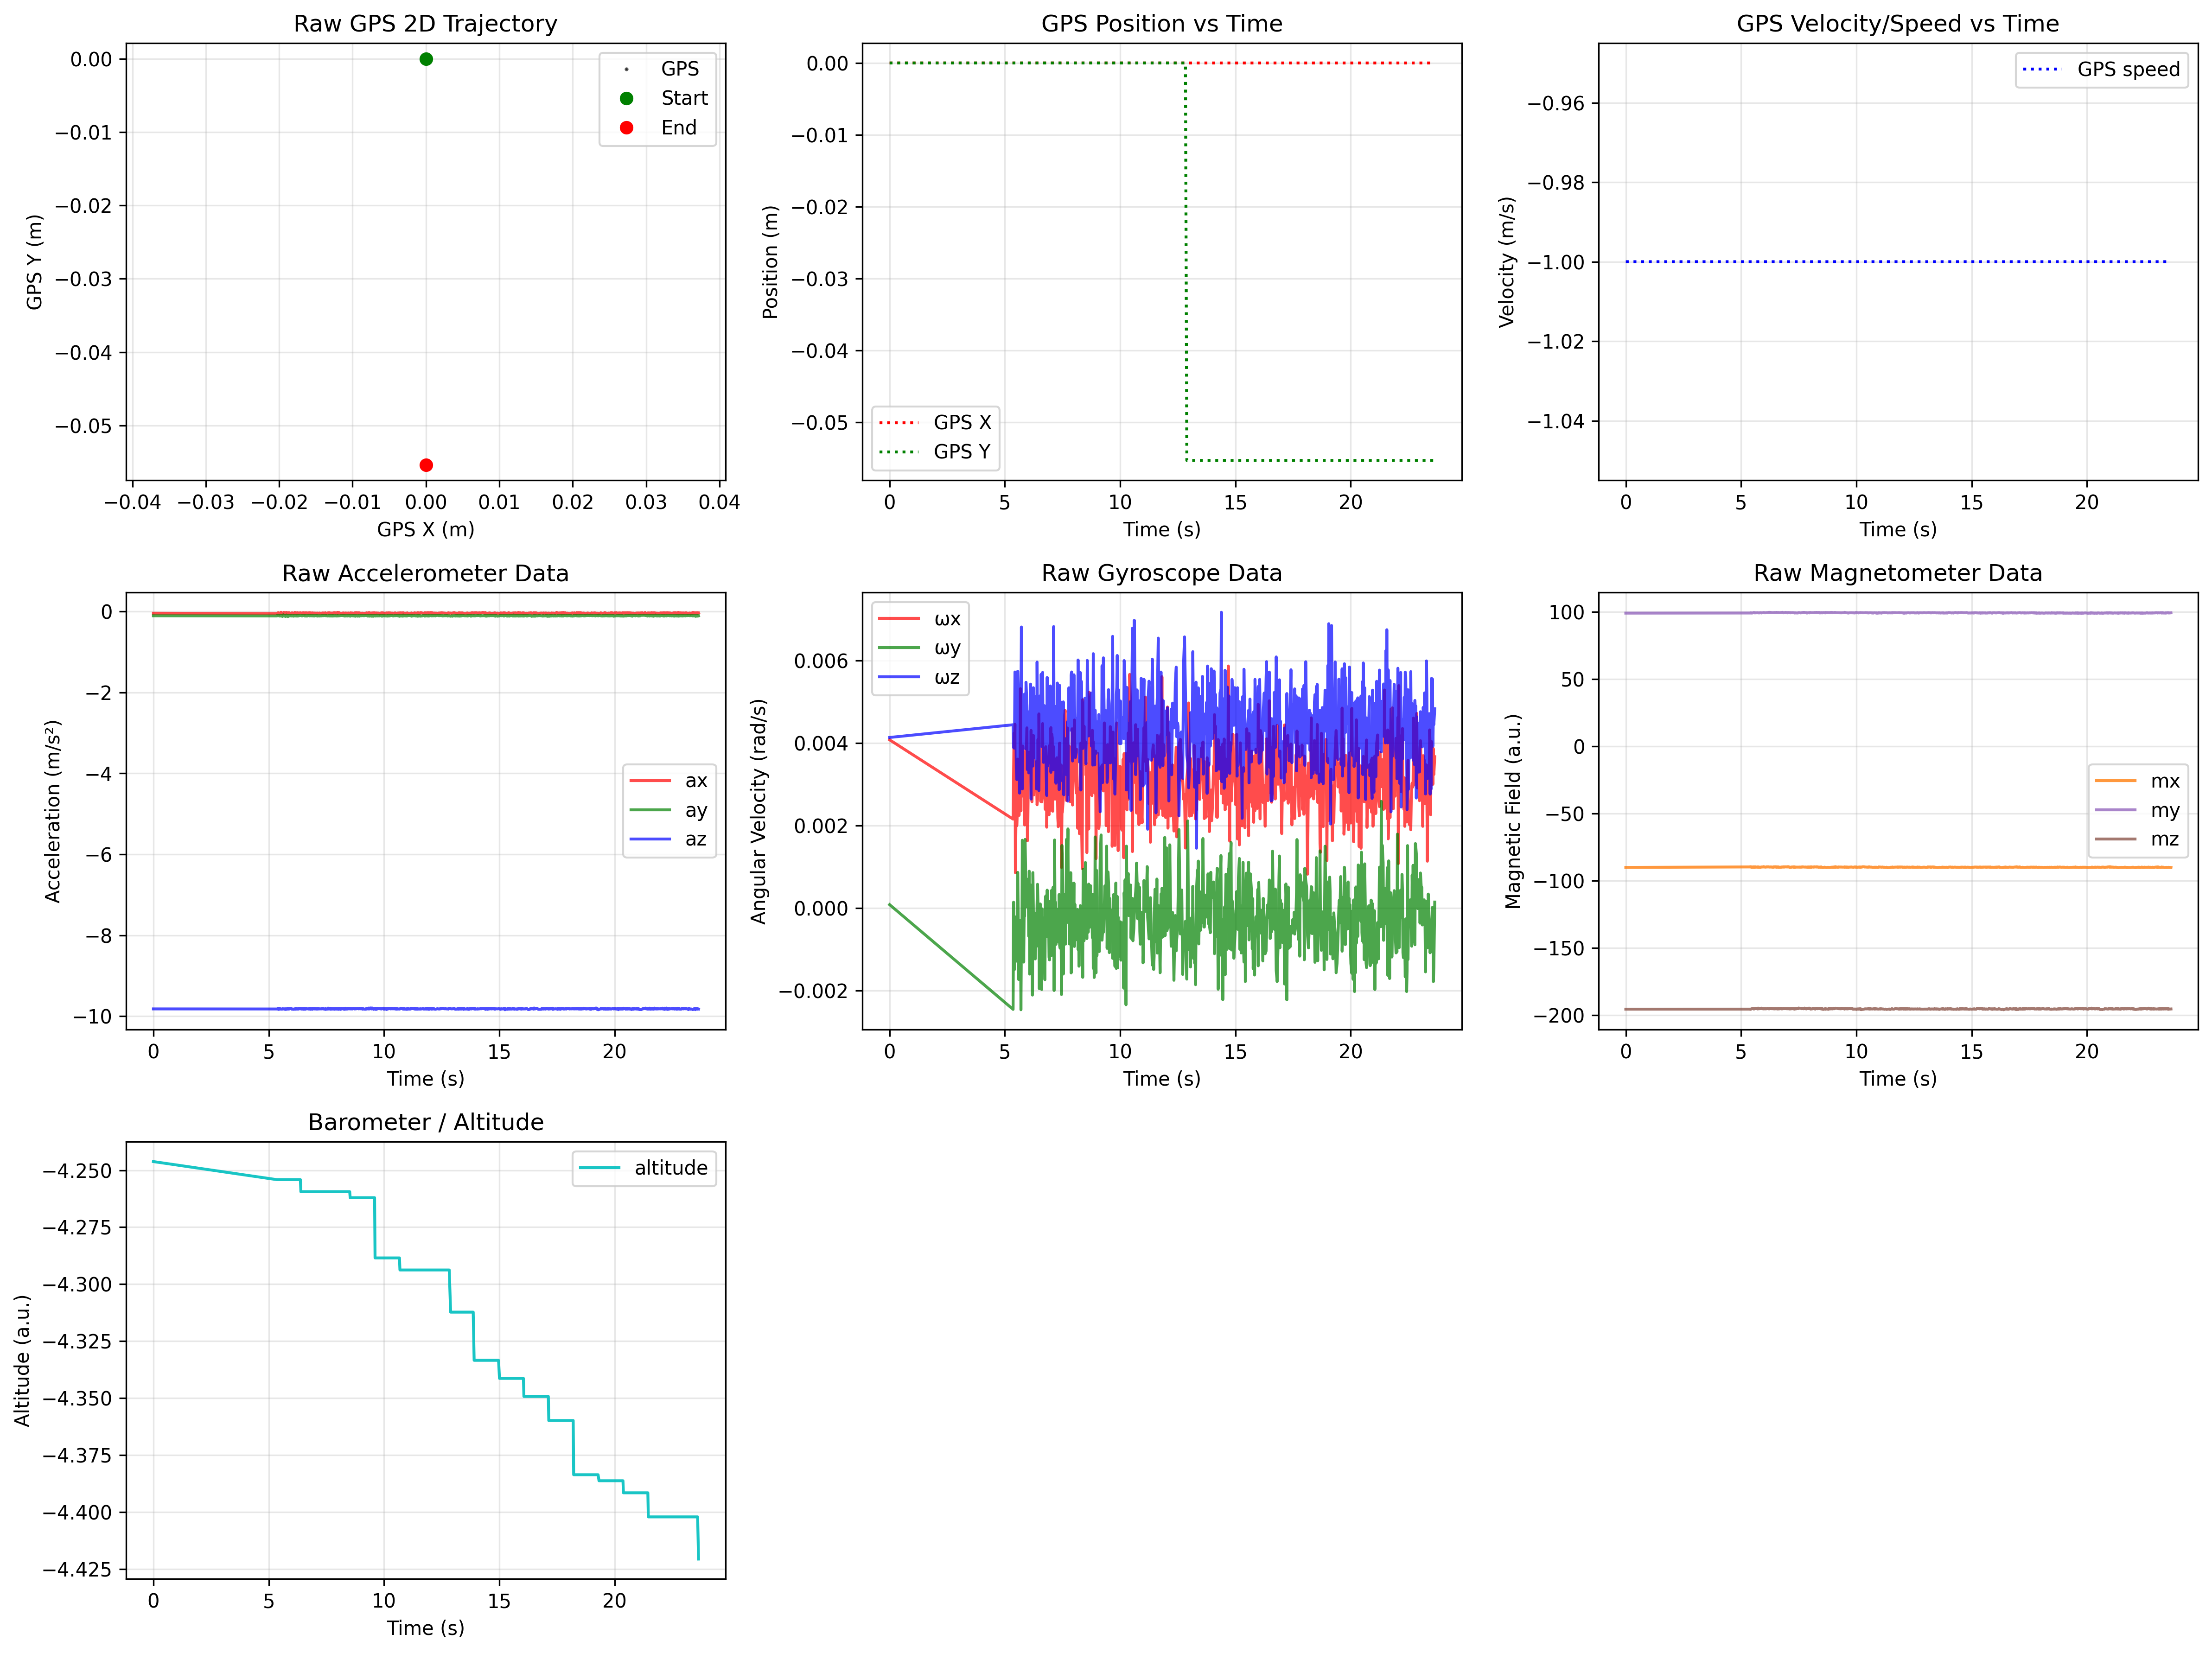 Raw GPS 2D Trajectory
GPS Y (m)
0.00
−0.01
−0.02
−0.03
−0.04
−0.05
GPS
Start
End
−0.04 −0.03 −0.02 −0.01 0.00 0.01 0.02 0.03 0.04
GPS X (m)
GPS Position vs Time
Position (m)
0.00
−0.01
−0.02
−0.03
−0.04
−0.05
GPS X
GPS Y
0 5 10 15 20
Time (s)
GPS Velocity/Speed vs Time
Velocity (m/s)
−0.96
−0.98
−1.00
−1.02
−1.04
GPS speed
0 5 10 15 20
Time (s)
Raw Accelerometer Data
Acceleration (m/s²)
0
−2
−4
−6
−8
−10
ax
ay
az
0 5 10 15 20
Time (s)
Raw Gyroscope Data
Angular Velocity (rad/s)
0.006
0.004
0.002
0.000
−0.002
ωx
ωy
ωz
0 5 10 15 20
Time (s)
Raw Magnetometer Data
Magnetic Field (a.u.)
100
50
0
−50
−100
−150
−200
mx
my
mz
0 5 10 15 20
Time (s)
Barometer / Altitude
Altitude (a.u.)
−4.250
−4.275
−4.300
−4.325
−4.350
−4.375
−4.400
−4.425
altitude
0 5 10 15 20
Time (s)